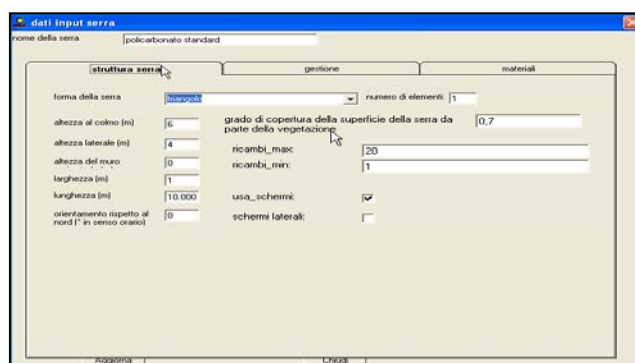 dati input serra
nome della serra policarbonato standard
struttura serra gestione materiali
forma della serra triangolo numero di elementi: 1
altezza al colmo (m) 6 grado di copertura della superficie della serra da parte della vegetazione 0,7
altezza laterale (m) 4 ricambi_max: 20
altezza del muro 0 ricambi_min: 1
larghezza (m) 1
lunghezza (m) 10.000 usa_schermi:
orientamento rispetto al nord (° in senso orario) 0 schermi laterali:
Aggiorna Chiudi